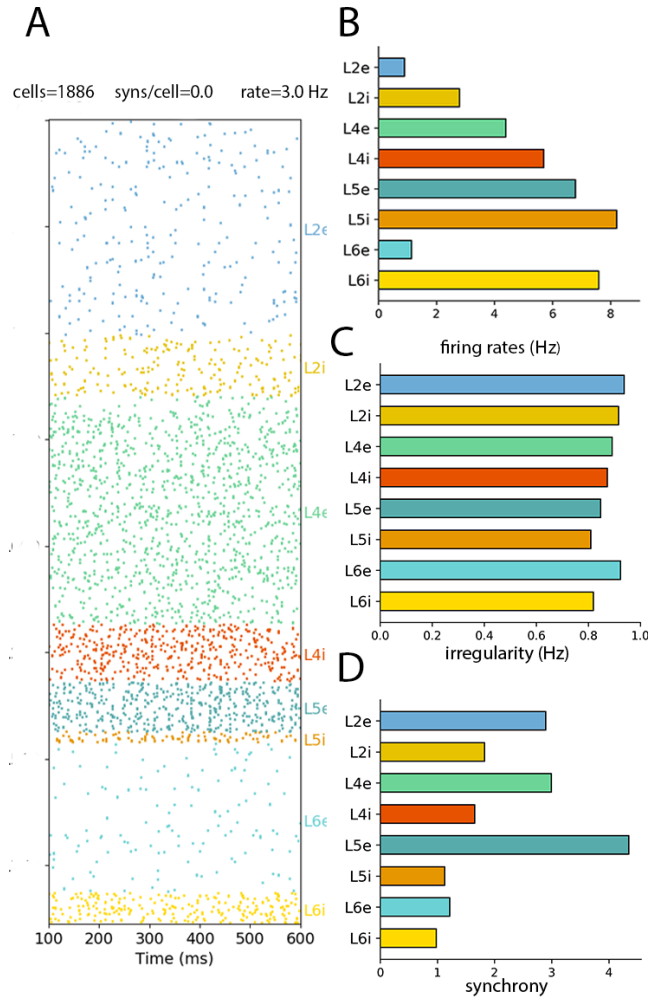 A
cells=1886 syns/cell=0.0 rate=3.0 Hz
L2e
L2i
L4e
L4i
L5e
L5i
L6e
L6i
100 200 300 400 500 600
Time (ms)
B
L2e
L2i
L4e
L4i
L5e
L5i
L6e
L6i
0 2 4 6 8
firing rates (Hz)
C
L2e
L2i
L4e
L4i
L5e
L5i
L6e
L6i
0.0 0.2 0.4 0.6 0.8 1.0
irregularity (Hz)
D
L2e
L2i
L4e
L4i
L5e
L5i
L6e
L6i
0 1 2 3 4
synchrony